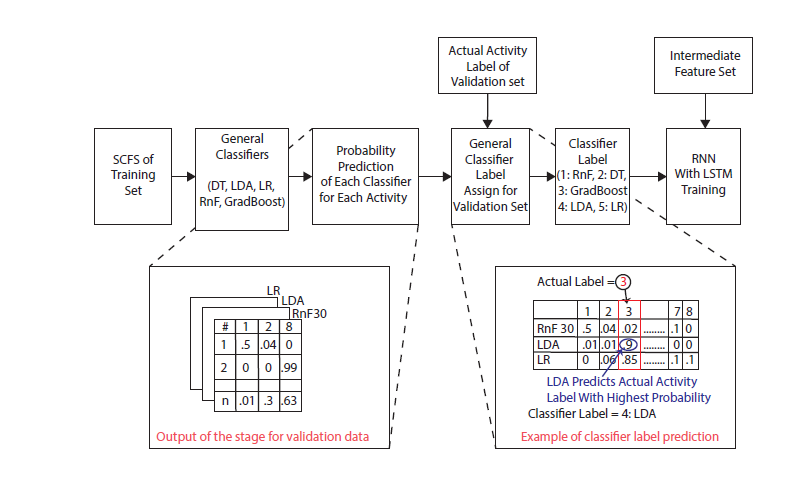 Actual Activity
Label of
Validation set
Intermediate
Feature Set
SCFS of
Training
Set
General
Classifiers
(DT, LDA, LR,
RnF, GradBoost)
Probability
Prediction
of Each Classifier
for Each Activity
General
Classifier
Label
Assign for
Validation Set
Classifier
Label
(1: RnF, 2: DT,
3: GradBoost
4: LDA, 5: LR)
RNN
With LSTM
Training
LR
LDA
RnF30
# 1 2 8
1 .5 .04 0
2 0 0 .99
n .01 .3 .63
Output of the stage for validation data
Actual Label = 3
1 2 3 7 8
RnF 30 .5 .04 .02 ........ .1 0
LDA .01 .01 .9 ........ 0 0
LR 0 .06 .85 ........ .1 .1
LDA Predicts Actual Activity
Label With Highest Probability
Classifier Label = 4: LDA
Example of classifier label prediction